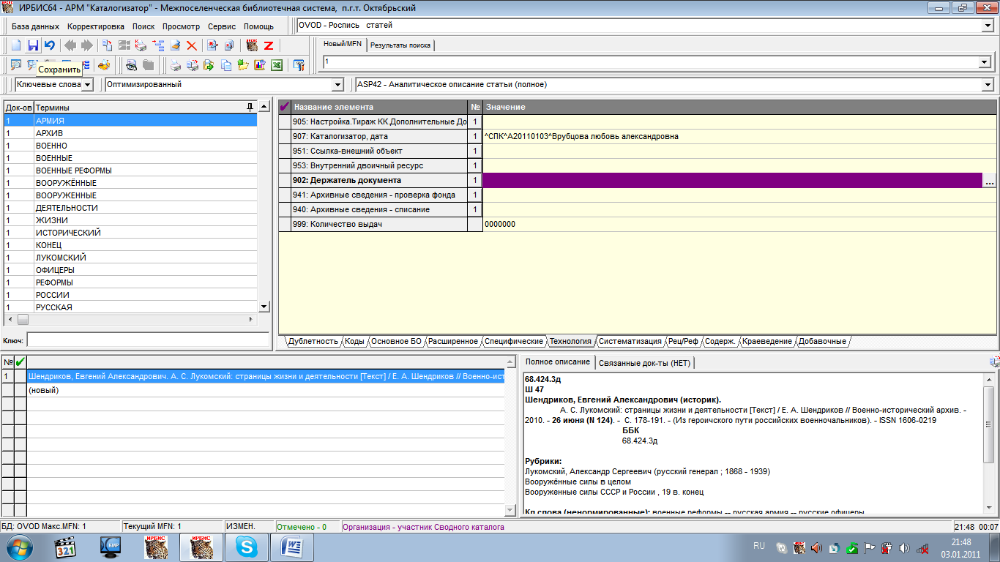 ИРБИС64 - АРМ "Каталогизатор" - Межпоселенческая библиотечная система, п.г.т. Октябрьский
База данных Корректировка Поиск Просмотр Сервис Помощь
OVOD - Роспись статей
Новый/MFN Результаты поиска
1
Сохранить
Ключевые слова
Оптимизированный
ASP42 - Аналитическое описание статьи (полное)
Док-ов Термины
1 АРМИЯ
1 АРХИВ
1 ВОЕННО
1 ВОЕННЫЕ
1 ВОЕННЫЕ РЕФОРМЫ
1 ВООРУЖЁННЫЕ
1 ВООРУЖЕННЫЕ
1 ДЕЯТЕЛЬНОСТИ
1 ЖИЗНИ
1 ИСТОРИЧЕСКИЙ
1 КОНЕЦ
1 ЛУКОМСКИЙ
1 ОФИЦЕРЫ
1 РЕФОРМЫ
1 РОССИИ
1 РУССКАЯ
Ключ:
Название элемента № Значение
905: Настройка.Тираж КК.Дополнительные До 1
907: Каталогизатор, дата 1 ^CПК^A20110103^Bрубцова любовь александровна
951: Ссылка-внешний объект 1
953: Внутренний двоичный ресурс 1
902: Держатель документа 1 ...
941: Архивные сведения - проверка фонда 1
940: Архивные сведения - списание 1
999: Количество выдач 0000000
Дублетность Коды Основное БО Расширенное Специфические Технология Систематизация Рец/Реф Содерж. Краеведение Добавочные
№
1 Шендриков, Евгений Александрович. А. С. Лукомский: страницы жизни и деятельности [Текст] / Е. А. Шендриков // Военно-ист
(новый)
Полное описание Связанные док-ты (НЕТ)
68.424.3д
Ш 47
Шендриков, Евгений Александрович (историк).
А. С. Лукомский: страницы жизни и деятельности [Текст] / Е. А. Шендриков // Военно-исторический архив. -
2010. - 26 июня (N 124). - С. 178-191. - (Из героичского пути российских военночальников). - ISSN 1606-0219
ББК
68.424.3д
Рубрики:
Лукомский, Александр Сергеевич (русский генерал ; 1868 - 1939)
Вооружённые силы в целом
Вооруженные силы СССР и России , 19 в. конец
Кл.слова (ненормированные): военные реформы -- русская армия -- русские офицеры
БД: OVOD Макс.MFN: 1 Текущий MFN: 1 ИЗМЕН. Отмечено - 0 Организация - участник Сводного каталога 21:48 00:07
321 КМР ИРБИС ИРБИС S W RU 21:48
03.01.2011